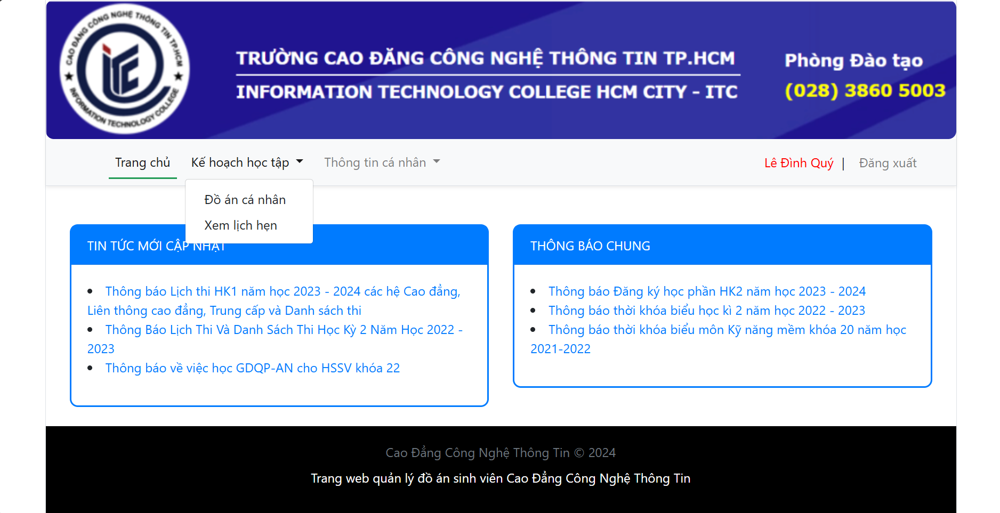 CAO ĐẲNG CÔNG NGHỆ THÔNG TIN TP.HCM
INFORMATION TECHNOLOGY COLLEGE
TRƯỜNG CAO ĐẲNG CÔNG NGHỆ THÔNG TIN TP.HCM
INFORMATION TECHNOLOGY COLLEGE HCM CITY - ITC
Phòng Đào tạo
(028) 3860 5003
Trang chủ
Kế hoạch học tập
Thông tin cá nhân
Lê Đình Quý |
Đăng xuất
Đồ án cá nhân
Xem lịch hẹn
TIN TỨC MỚI CẬP NHẬT
Thông báo Lịch thi HK1 năm học 2023 - 2024 các hệ Cao đẳng,
Liên thông cao đẳng, Trung cấp và Danh sách thi
Thông Báo Lịch Thi Và Danh Sách Thi Học Kỳ 2 Năm Học 2022 -
2023
Thông báo về việc học GDQP-AN cho HSSV khóa 22
THÔNG BÁO CHUNG
Thông báo Đăng ký học phần HK2 năm học 2023 - 2024
Thông báo thời khóa biểu học kì 2 năm học 2022 - 2023
Thông báo thời khóa biểu môn Kỹ năng mềm khóa 20 năm học
2021-2022
Cao Đẳng Công Nghệ Thông Tin © 2024
Trang web quản lý đồ án sinh viên Cao Đẳng Công Nghệ Thông Tin